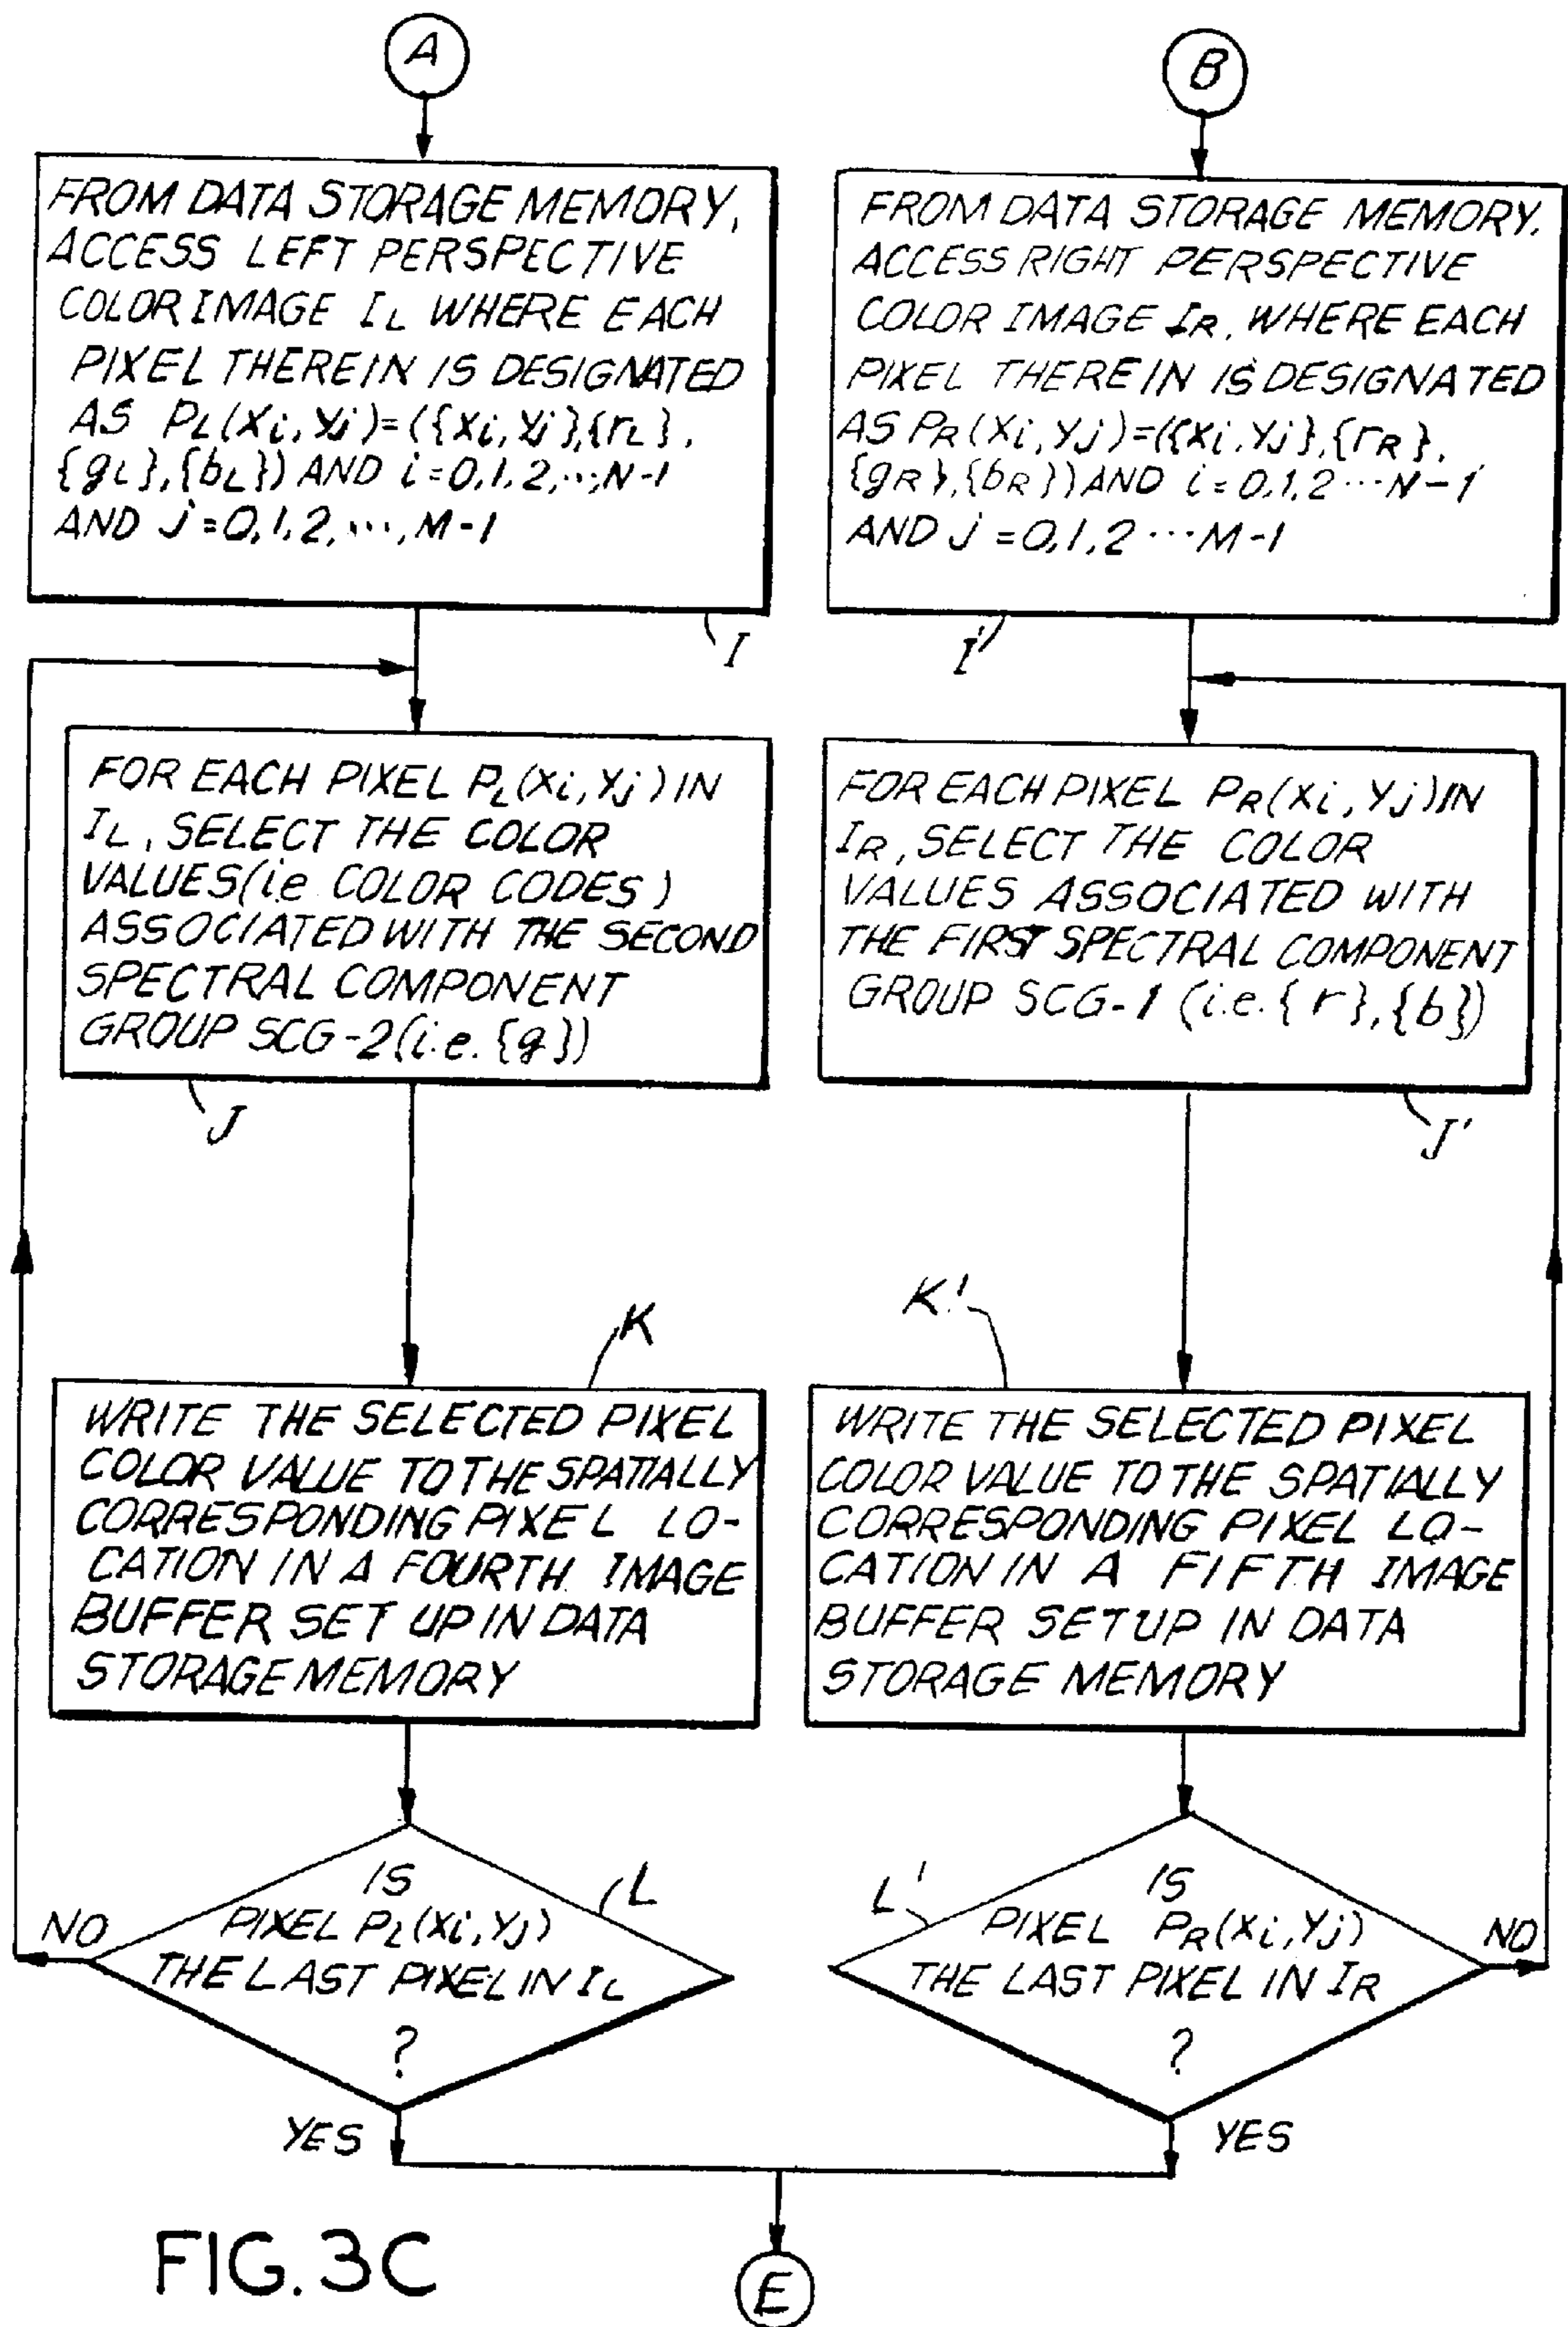 A
FROM DATA STORAGE MEMORY,
ACCESS LEFT PERSPECTIVE
COLOR IMAGE IL WHERE EACH
PIXEL THEREIN IS DESIGNATED
AS PL(xi, yj)=({xi, yj},{rL},
{gL},{bL}) AND i=0,1,2,...,N-1
AND j=0,1,2,...,M-1
I
FOR EACH PIXEL PL(xi, yj) IN
IL, SELECT THE COLOR
VALUES(i.e COLOR CODES)
ASSOCIATED WITH THE SECOND
SPECTRAL COMPONENT
GROUP SCG-2(i.e. {g})
J
K
WRITE THE SELECTED PIXEL
COLOR VALUE TO THE SPATIALLY
CORRESPONDING PIXEL LO-
CATION IN A FOURTH IMAGE
BUFFER SET UP IN DATA
STORAGE MEMORY
L
IS
PIXEL PL(xi, yj)
THE LAST PIXEL IN IL
?
NO
YES
B
FROM DATA STORAGE MEMORY.
ACCESS RIGHT PERSPECTIVE
COLOR IMAGE IR, WHERE EACH
PIXEL THEREIN IS DESIGNATED
AS PR(xi, yj)=({xi, yj},{rR},
{gR},{bR}) AND i=0,1,2...N-1
AND j=0,1,2...M-1
I'
FOR EACH PIXEL PR(xi, yj) IN
IR, SELECT THE COLOR
VALUES ASSOCIATED WITH
THE FIRST SPECTRAL COMPONENT
GROUP SCG-1 (i.e. {r},{b})
J'
K'
WRITE THE SELECTED PIXEL
COLOR VALUE TO THE SPATIALLY
CORRESPONDING PIXEL LO-
CATION IN A FIFTH IMAGE
BUFFER SETUP IN DATA
STORAGE MEMORY
L'
IS
PIXEL PR(xi, yj)
THE LAST PIXEL IN IR
?
NO
YES
E
FIG. 3C